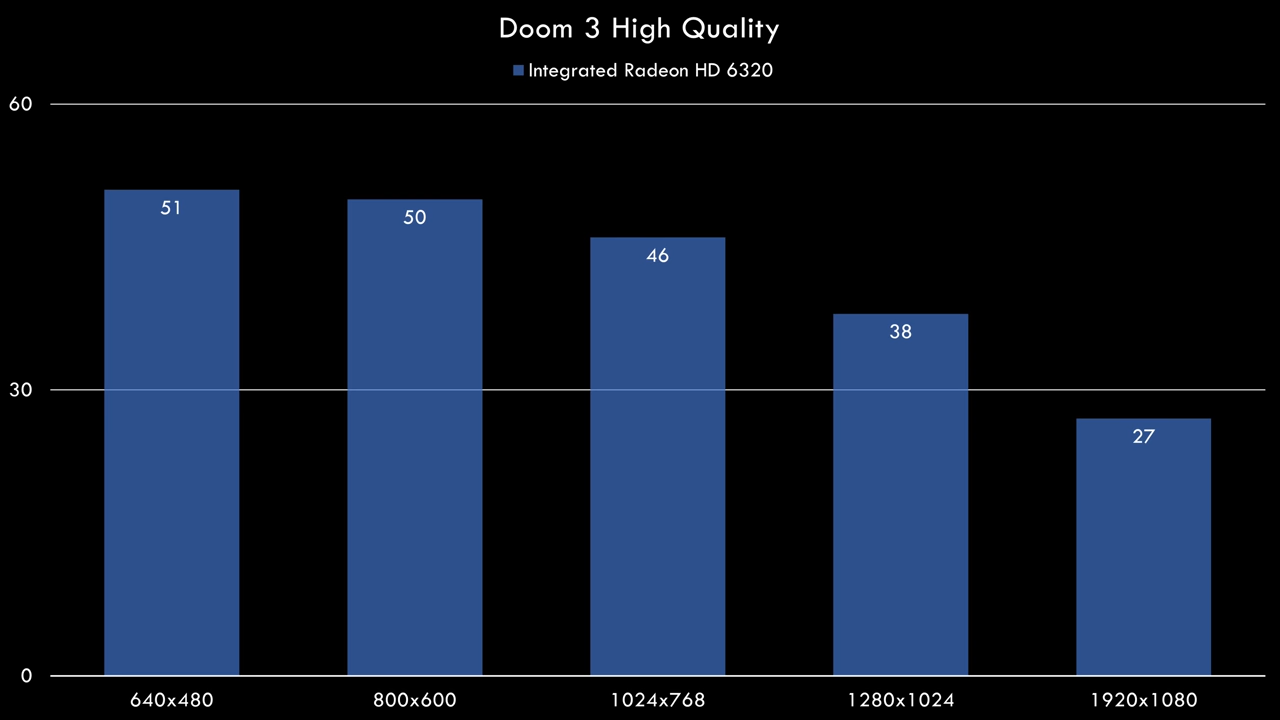 Doom 3 High Quality
Integrated Radeon HD 6320
60
30
0
51
50
46
38
27
640x480
800x600
1024x768
1280x1024
1920x1080